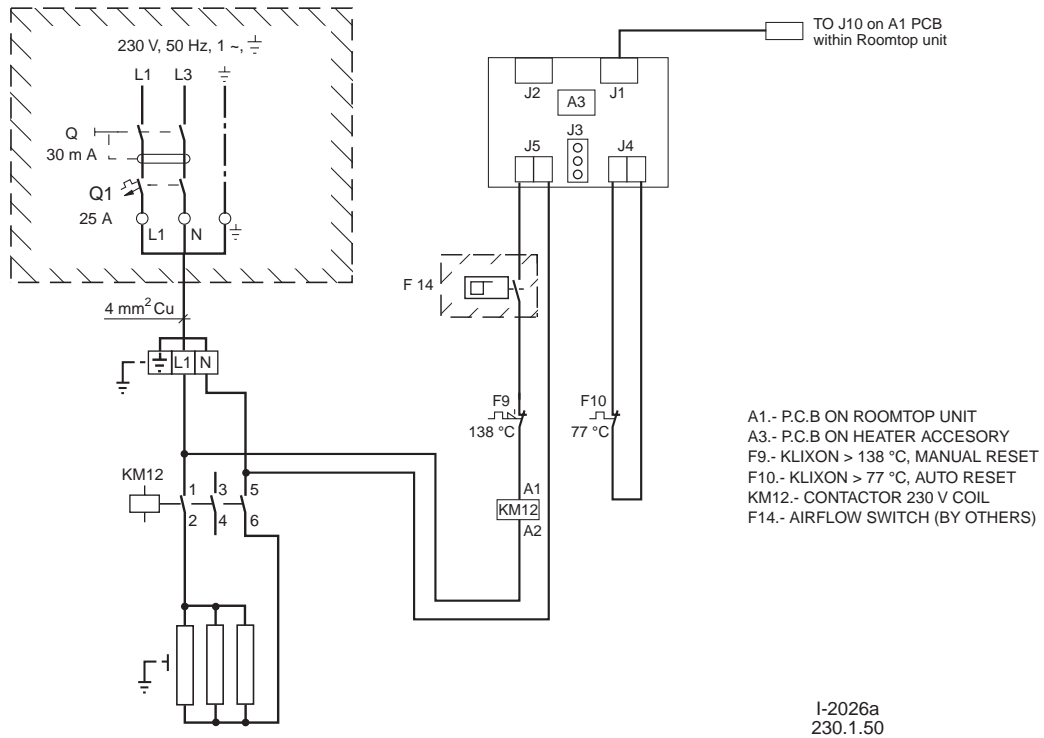 230 V, 50 Hz, 1 ~,
L1 L3
Q
30 m A
Q1
25 A
L1 N
4 mm2 Cu
L1 N
KM12
1 3 5
2 4 6
TO J10 on A1 PCB
within Roomtop unit
J2 J1
A3
J3
J5 J4
F 14
F9
138 °C
F10
77 °C
A1
KM12
A2
A1.- P.C.B ON ROOMTOP UNIT
A3.- P.C.B ON HEATER ACCESORY
F9.- KLIXON > 138 °C, MANUAL RESET
F10.- KLIXON > 77 °C, AUTO RESET
KM12.- CONTACTOR 230 V COIL
F14.- AIRFLOW SWITCH (BY OTHERS)
I-2026a
230.1.50